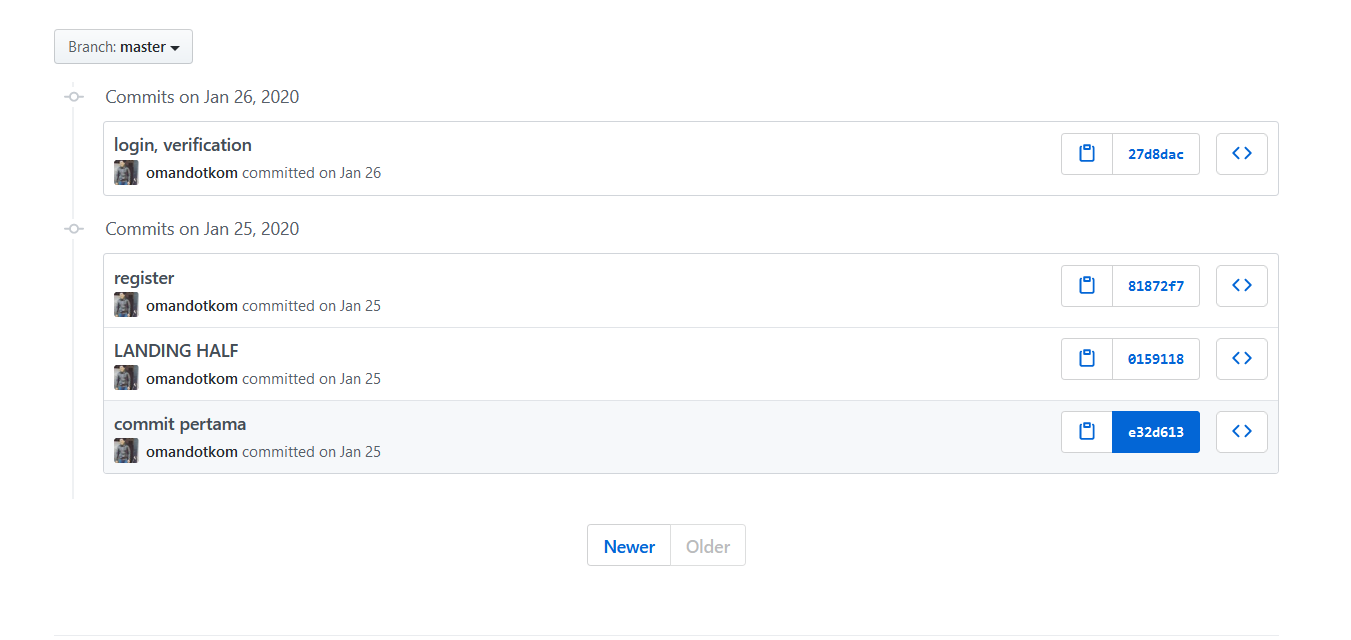 Branch: master
Commits on Jan 26, 2020
login, verification
27d8dac
omandotkom committed on Jan 26
Commits on Jan 25, 2020
register
81872f7
omandotkom committed on Jan 25
LANDING HALF
0159118
omandotkom committed on Jan 25
commit pertama
e32d613
omandotkom committed on Jan 25
Newer Older